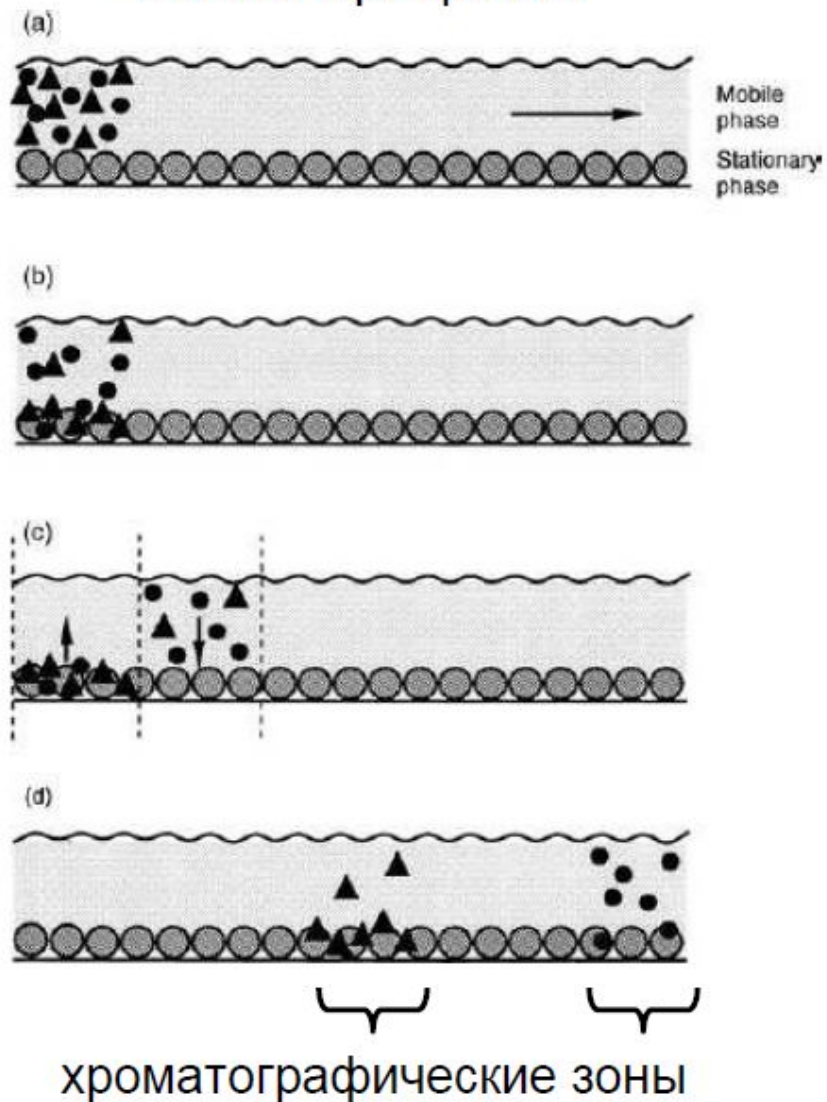 (a)
Mobile
phase
Stationary
phase
(b)
(c)
(d)
хроматографические зоны